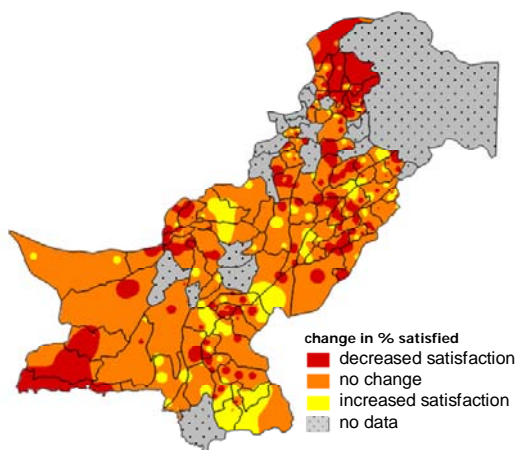 change in % satisfied
decreased satisfaction
no change
increased satisfaction
no data